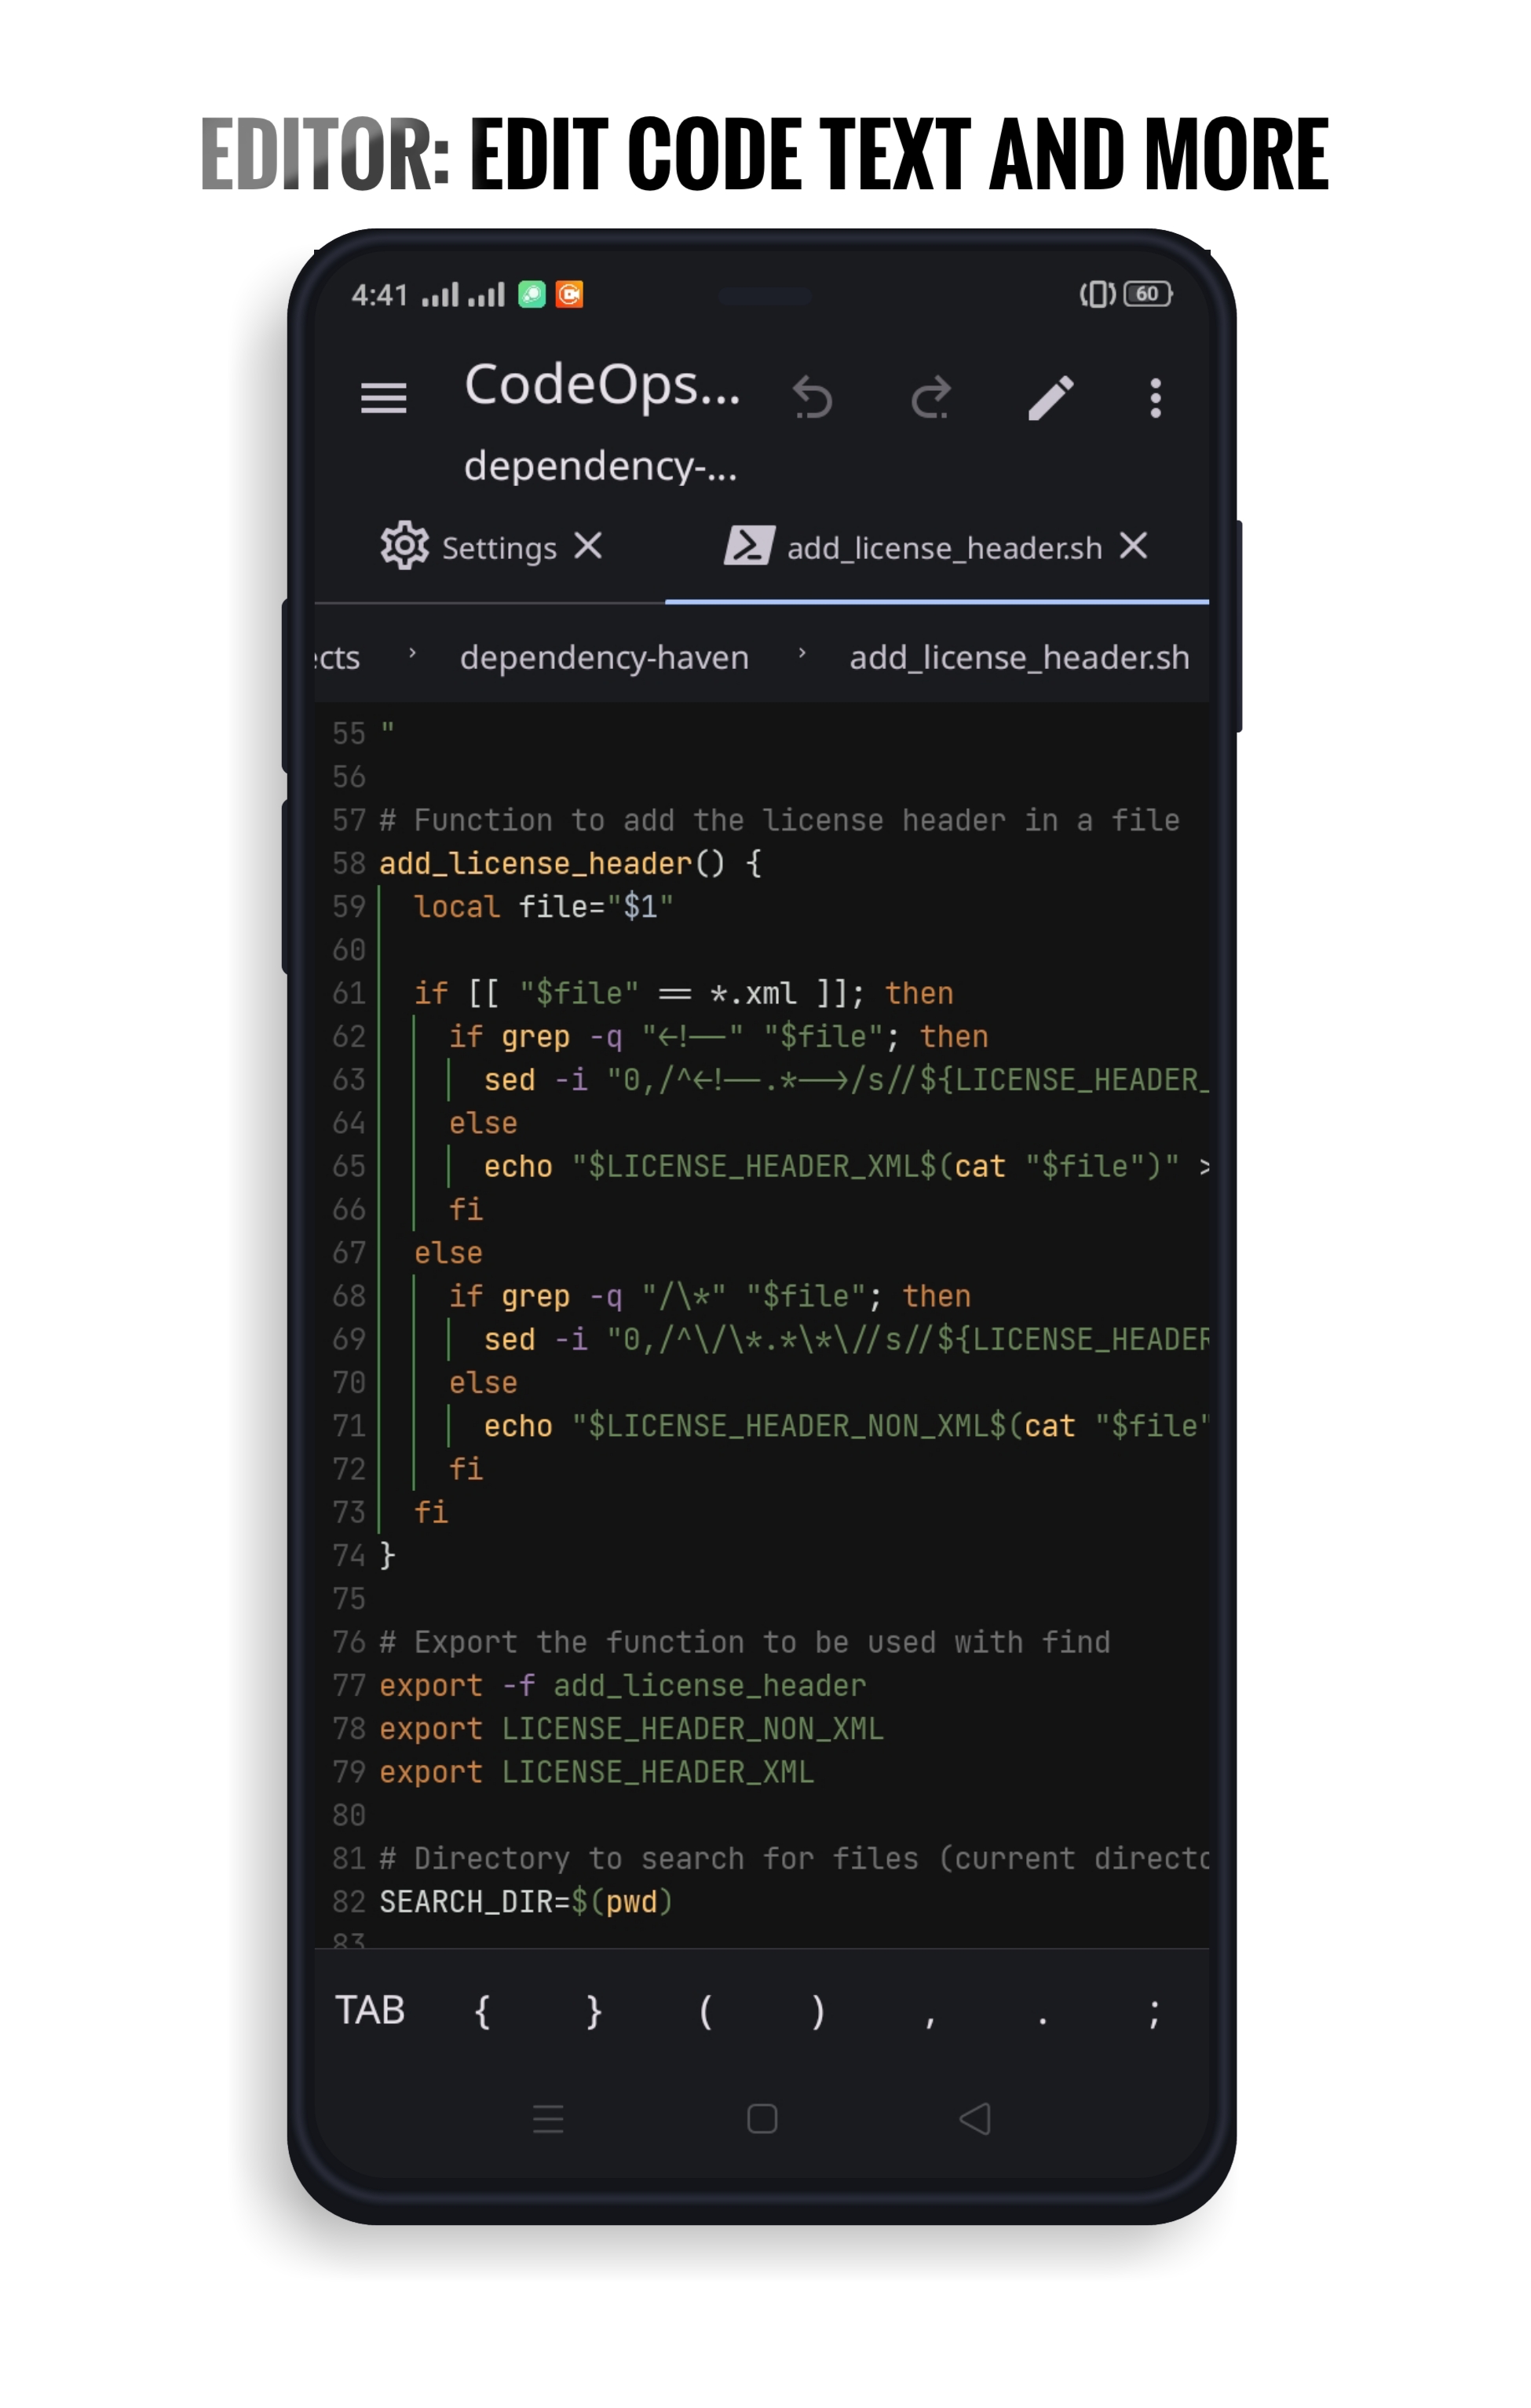 EDITOR: EDIT CODE TEXT AND MORE
4:41
60
CodeOps...
dependency-...
Settings
add_license_header.sh
ects › dependency-haven › add_license_header.sh
55 "
56
57 # Function to add the license header in a file
58 add_license_header() {
59   local file="$1"
60
61   if [[ "$file" == *.xml ]]; then
62     if grep -q "<!--" "$file"; then
63       sed -i "0,/^<!--.*-->/s//${LICENSE_HEADER_
64     else
65       echo "$LICENSE_HEADER_XML$(cat "$file")" >
66     fi
67   else
68     if grep -q "/\*" "$file"; then
69       sed -i "0,/^\/\*.*\*\//s//${LICENSE_HEADER
70     else
71       echo "$LICENSE_HEADER_NON_XML$(cat "$file"
72     fi
73   fi
74 }
75
76 # Export the function to be used with find
77 export -f add_license_header
78 export LICENSE_HEADER_NON_XML
79 export LICENSE_HEADER_XML
80
81 # Directory to search for files (current directo
82 SEARCH_DIR=$(pwd)
83
TAB { } ( ) , . ;